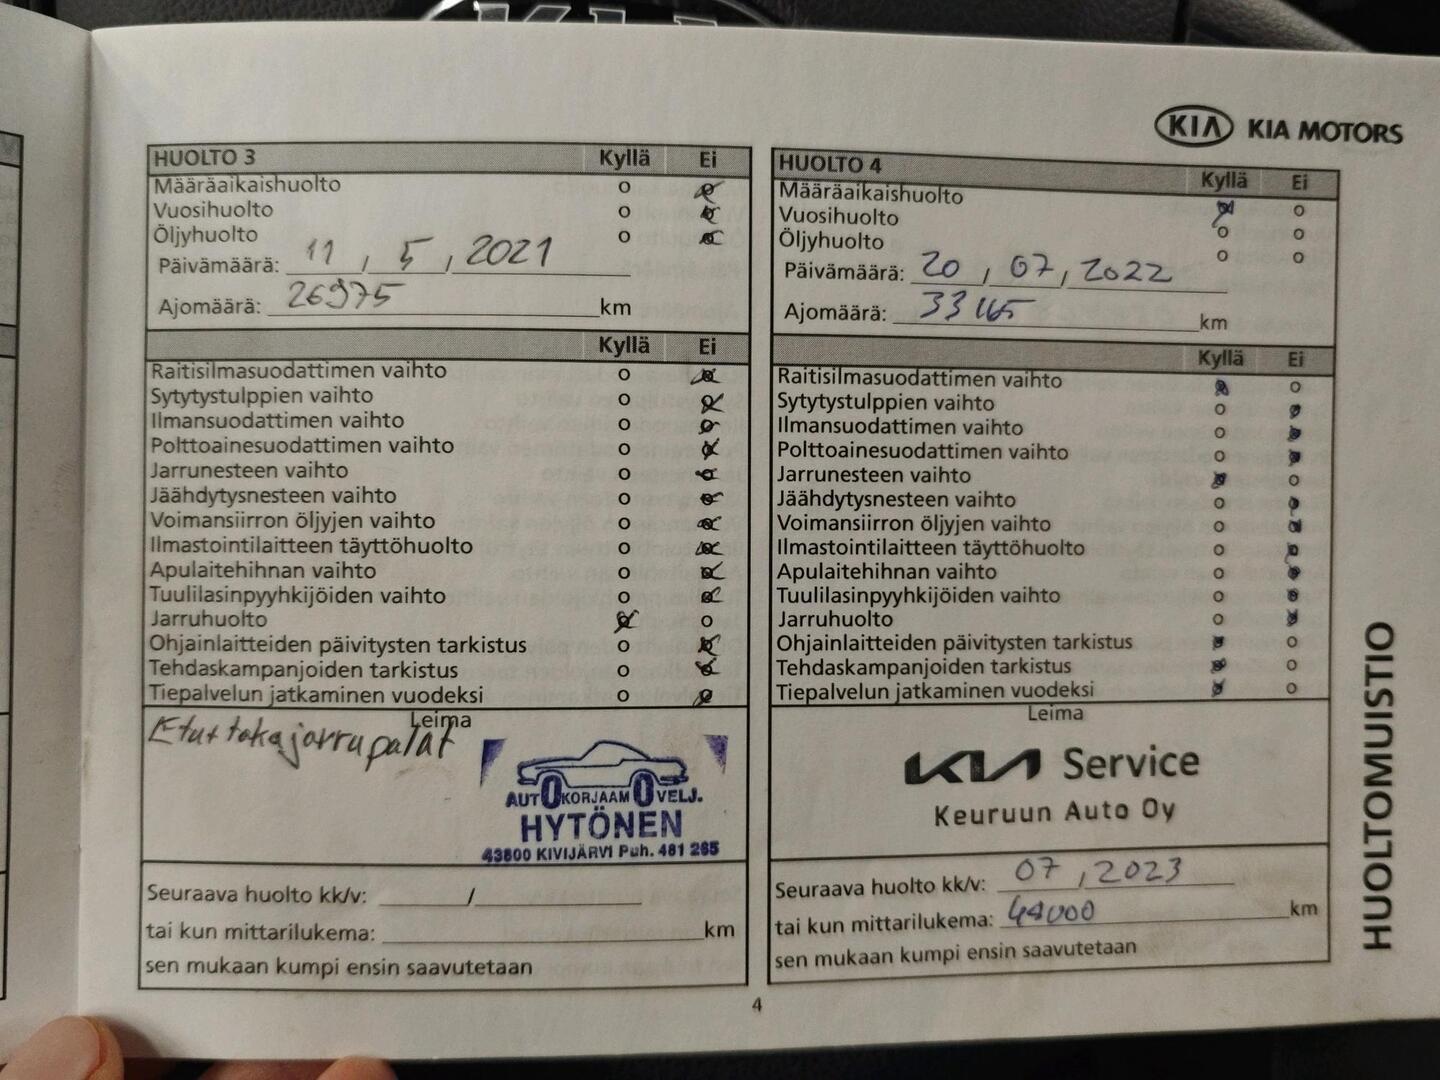 KIA
KIA KIA MOTORS
HUOLTO 3 Kyllä Ei
Määräaikaishuolto o o
Vuosihuolto o o
Öljyhuolto o o
Päivämäärä: 11 , 5 , 2021
Ajomäärä: 26975 km
Kyllä Ei
Raitisilmasuodattimen vaihto o o
Sytytystulppien vaihto o o
Ilmansuodattimen vaihto o o
Polttoainesuodattimen vaihto o o
Jarrunesteen vaihto o o
Jäähdytysnesteen vaihto o o
Voimansiirron öljyjen vaihto o o
Ilmastointilaitteen täyttöhuolto o o
Apulaitehihnan vaihto o o
Tuulilasinpyyhkijöiden vaihto o o
Jarruhuolto o o
Ohjainlaitteiden päivitysten tarkistus o o
Tehdaskampanjoiden tarkistus o o
Tiepalvelun jatkaminen vuodeksi o o
Leima
Etu+takajarrupalat
AUTOKORJAAMO VELJ.
HYTÖNEN
43800 KIVIJÄRVI Puh. 481 265
Seuraava huolto kk/v: /
tai kun mittarilukema: km
sen mukaan kumpi ensin saavutetaan
HUOLTO 4 Kyllä Ei
Määräaikaishuolto o o
Vuosihuolto o o
Öljyhuolto o o
Päivämäärä: 20 , 07 , 2022
Ajomäärä: 33165 km
Kyllä Ei
Raitisilmasuodattimen vaihto o o
Sytytystulppien vaihto o o
Ilmansuodattimen vaihto o o
Polttoainesuodattimen vaihto o o
Jarrunesteen vaihto o o
Jäähdytysnesteen vaihto o o
Voimansiirron öljyjen vaihto o o
Ilmastointilaitteen täyttöhuolto o o
Apulaitehihnan vaihto o o
Tuulilasinpyyhkijöiden vaihto o o
Jarruhuolto o o
Ohjainlaitteiden päivitysten tarkistus o o
Tehdaskampanjoiden tarkistus o o
Tiepalvelun jatkaminen vuodeksi o o
Leima
KIA Service
Keuruun Auto Oy
Seuraava huolto kk/v: 07 , 2023
tai kun mittarilukema: 48000 km
sen mukaan kumpi ensin saavutetaan
HUOLTOMUISTIO
4